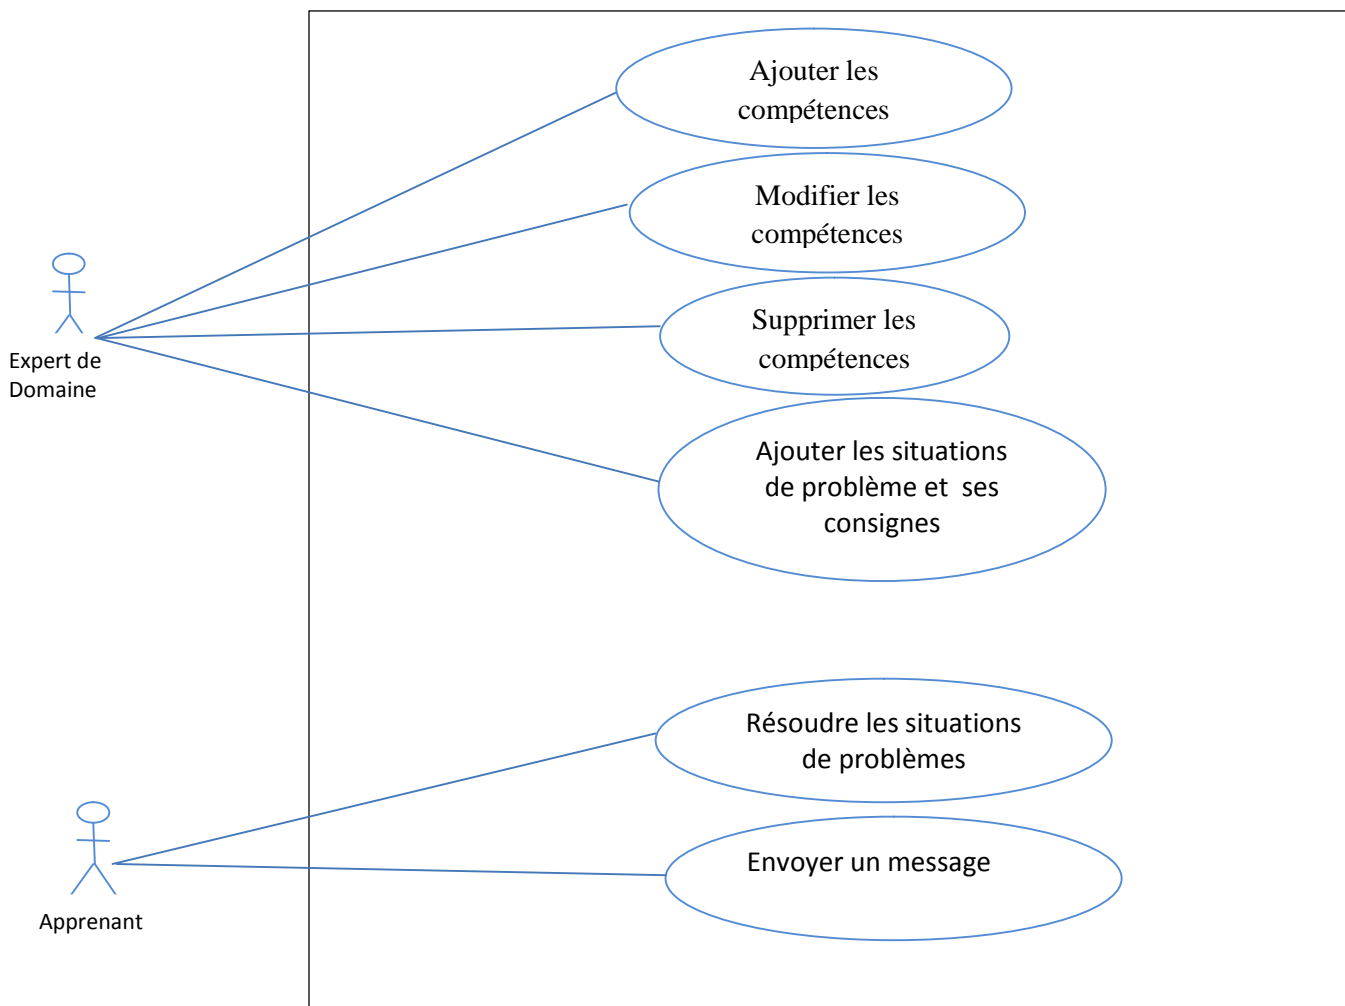 Ajouter les
compétences
Modifier les
compétences
Supprimer les
compétences
Expert de
Domaine
Ajouter les situations
de problème et  ses
consignes
Résoudre les situations
de problèmes
Envoyer un message
Apprenant